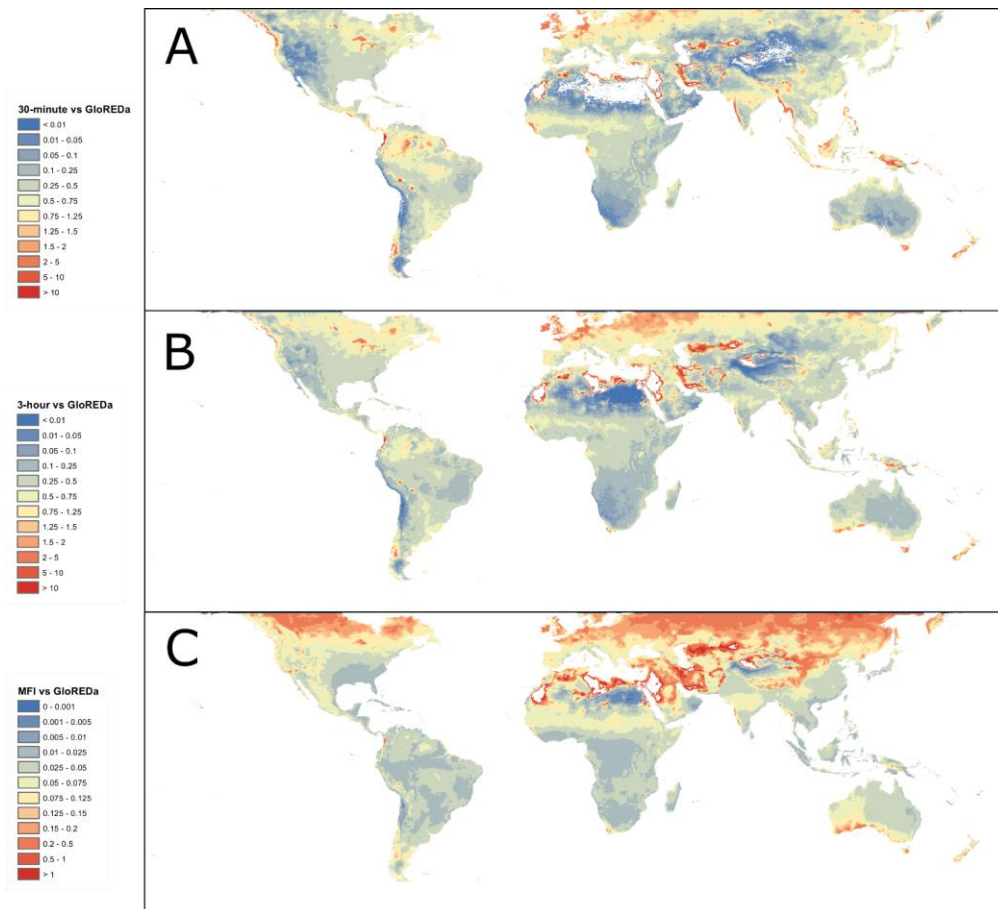 A
30-minute vs GloREDa
< 0.01
0.01 - 0.05
0.05 - 0.1
0.1 - 0.25
0.25 - 0.5
0.5 - 0.75
0.75 - 1.25
1.25 - 1.5
1.5 - 2
2 - 5
5 - 10
> 10
B
3-hour vs GloREDa
< 0.01
0.01 - 0.05
0.05 - 0.1
0.1 - 0.25
0.25 - 0.5
0.5 - 0.75
0.75 - 1.25
1.25 - 1.5
1.5 - 2
2 - 5
5 - 10
> 10
C
MFI vs GloREDa
0 - 0.001
0.001 - 0.005
0.005 - 0.01
0.01 - 0.025
0.025 - 0.05
0.05 - 0.075
0.075 - 0.125
0.125 - 0.15
0.15 - 0.2
0.2 - 0.5
0.5 - 1
> 1